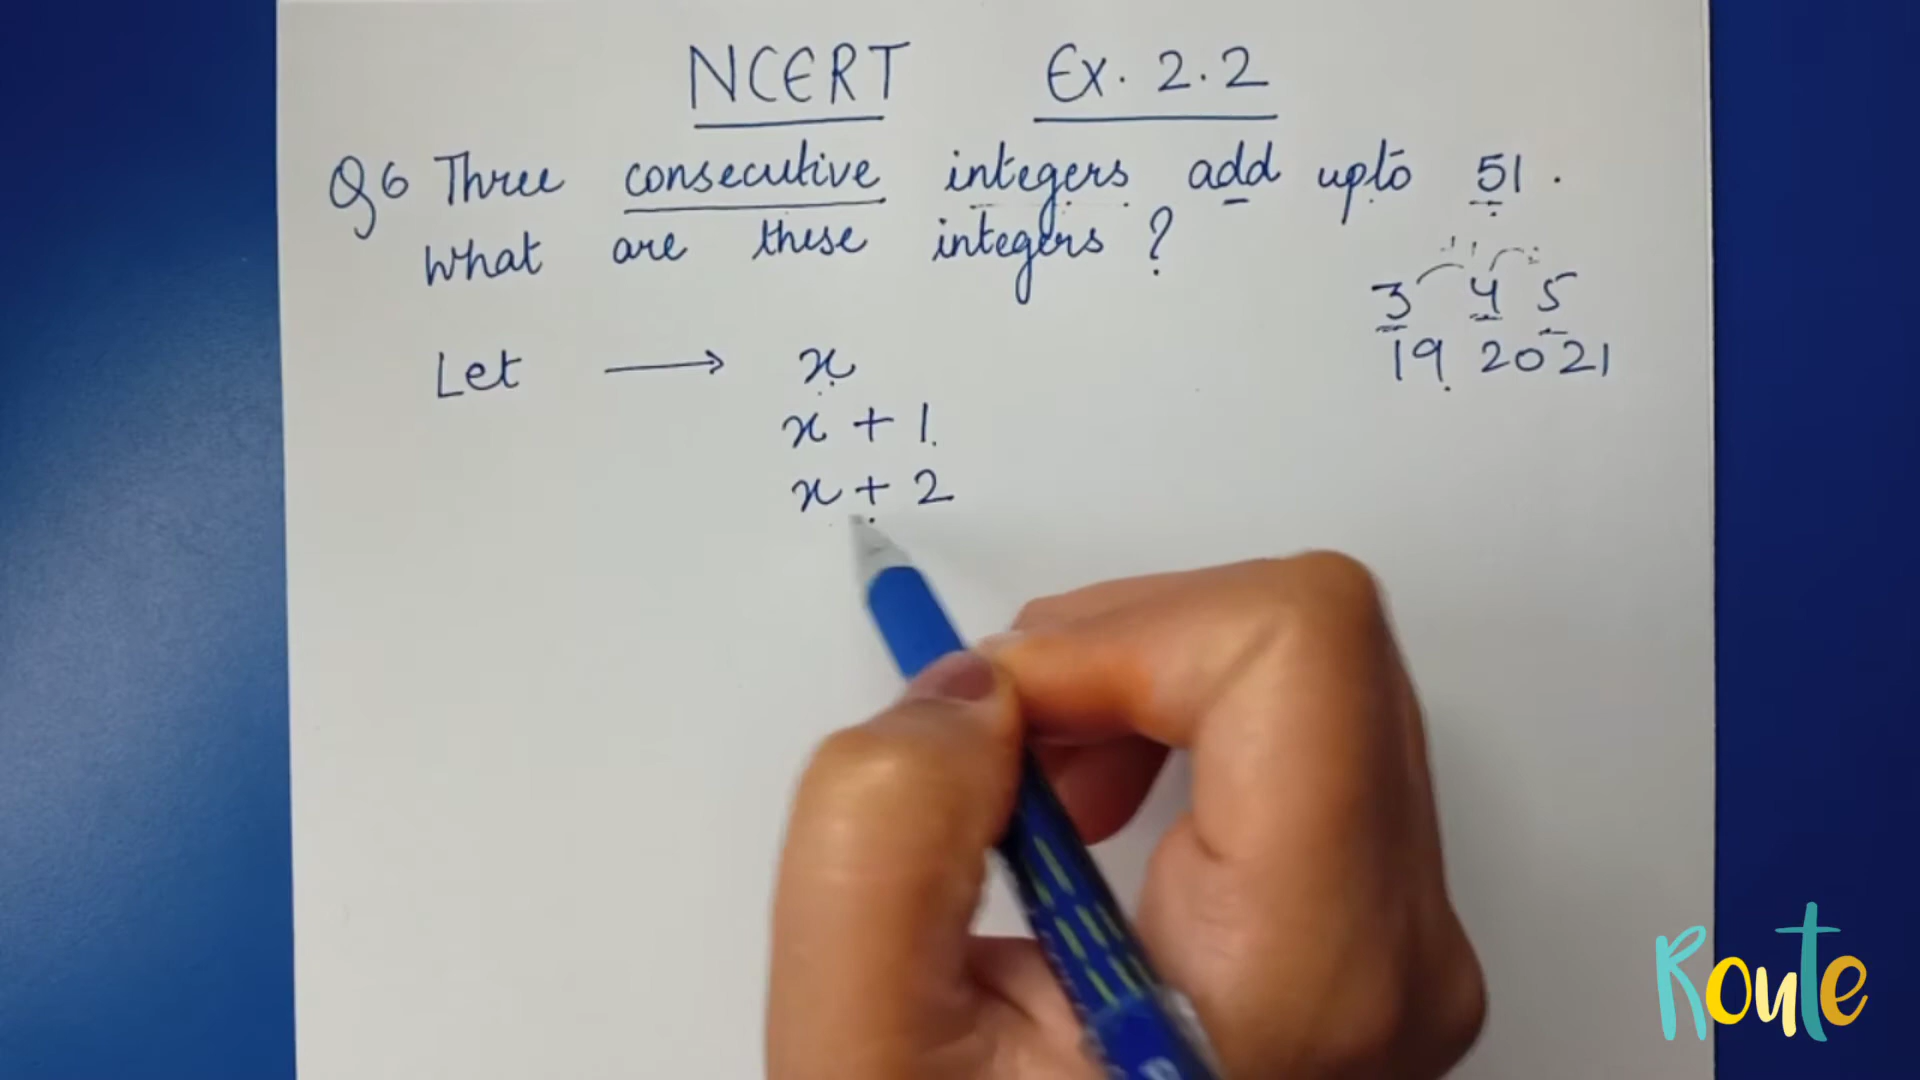 NCERT Ex. 2.2
Q6 Three consecutive integers add upto 51.
What are these integers ?
3 4 5
19 20 21
Let → x
x + 1
x + 2
Route